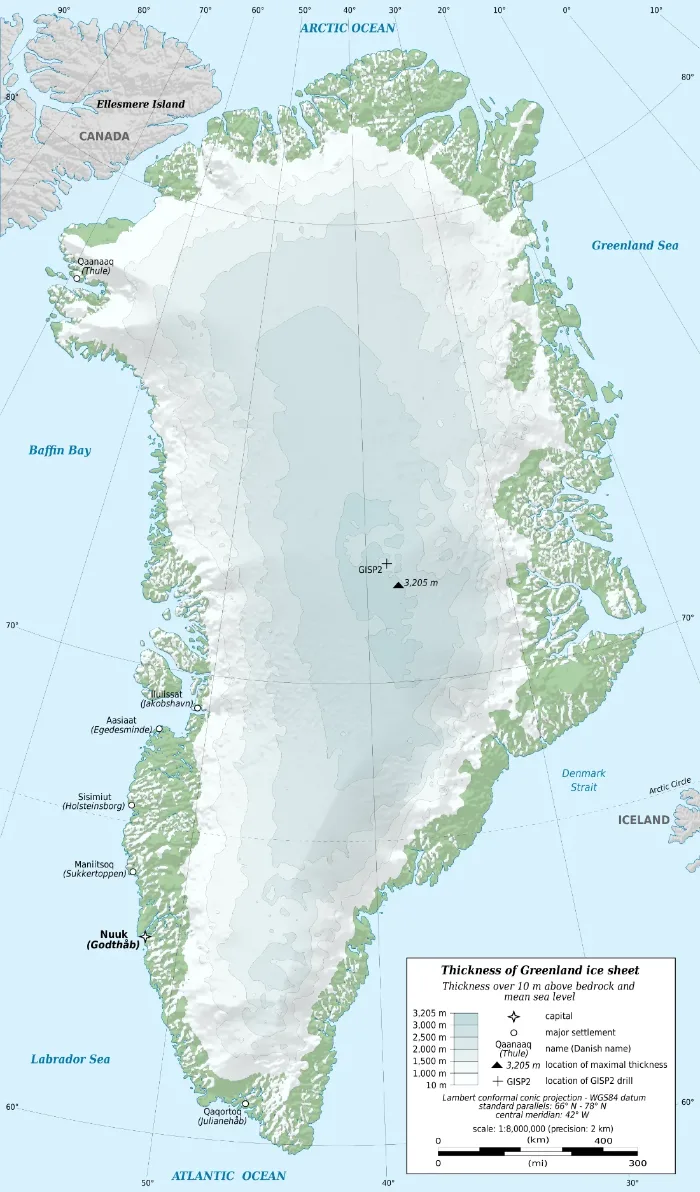 90°
80°
70°
60°
50°
40°
30°
20°
10°
0°
10°
ARCTIC OCEAN
80°
80°
Ellesmere Island
CANADA
Greenland Sea
Qaanaaq
(Thule)
Baffin Bay
GISP2
3,205 m
70°
70°
Ilulissat
(Jakobshavn)
Aasiaat
(Egedesminde)
Denmark
Strait
Arctic Circle
Sisimiut
(Holsteinsborg)
ICELAND
Maniitsoq
(Sukkertoppen)
Nuuk
(Godthåb)
Labrador Sea
60°
60°
Qaqortoq
(Julianehåb)
ATLANTIC OCEAN
50°
40°
30°
Thickness of Greenland ice sheet
Thickness over 10 m above bedrock and
mean sea level
3,205 m
3,000 m
2,500 m
2,000 m
1,500 m
1,000 m
10 m
capital
major settlement
Qaanaaq
(Thule)
name (Danish name)
3,205 m
location of maximal thickness
GISP2
location of GISP2 drill
Lambert conformal conic projection - WGS84 datum
standard parallels: 66° N - 78° N
central meridian: 42° W
scale: 1:8,000,000 (precision: 2 km)
0 (km) 400
0 (mi) 300